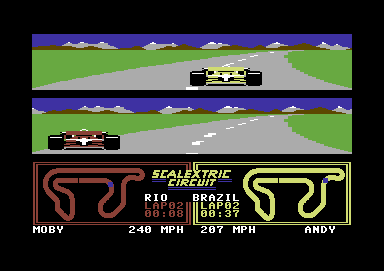 SCALEXTRIC
CIRCUIT
RIO BRAZIL
LAP02 LAP02
00:08 00:37
MOBY 240 MPH 207 MPH ANDY